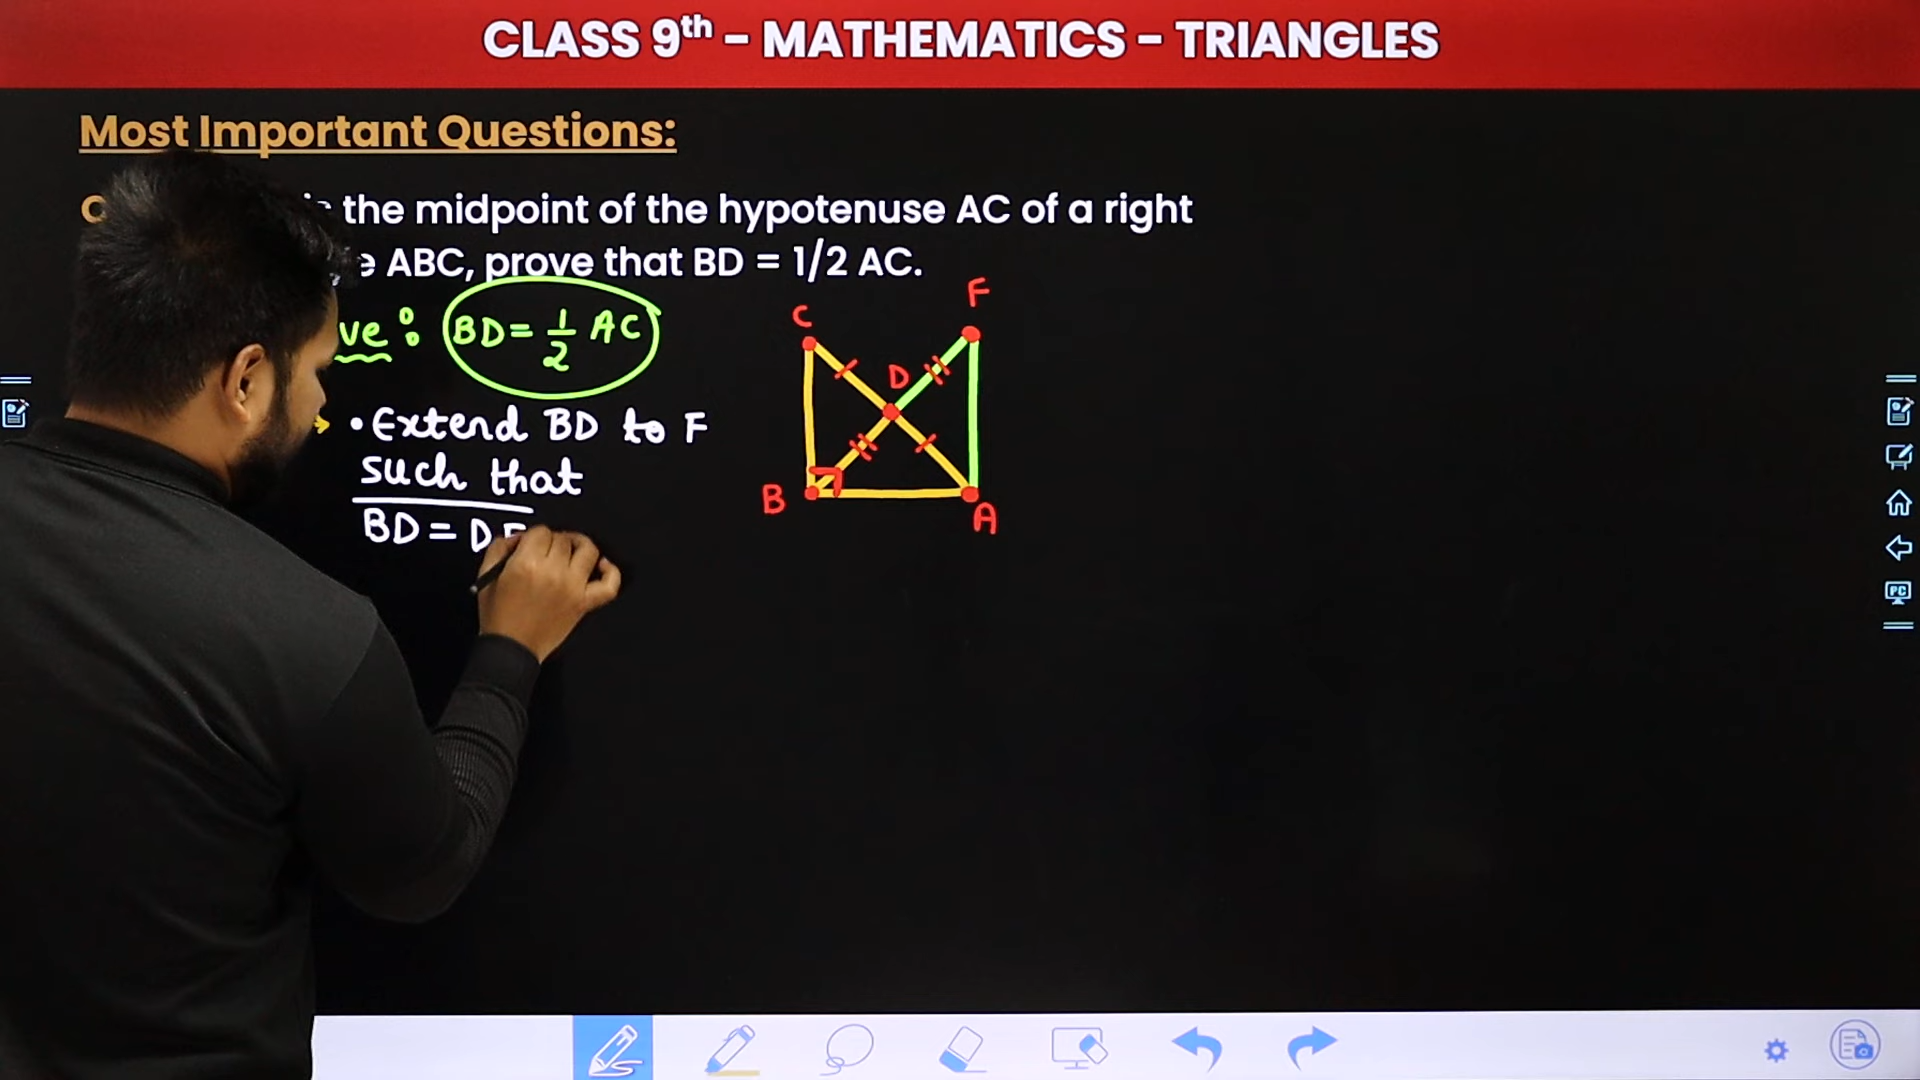 CLASS 9th – MATHEMATICS – TRIANGLES
Most Important Questions:
the midpoint of the hypotenuse AC of a right
ABC, prove that BD = 1/2 AC.
BD = 1/2 AC
• Extend BD to F
such that
BD = D
C
F
D
B
A
PC